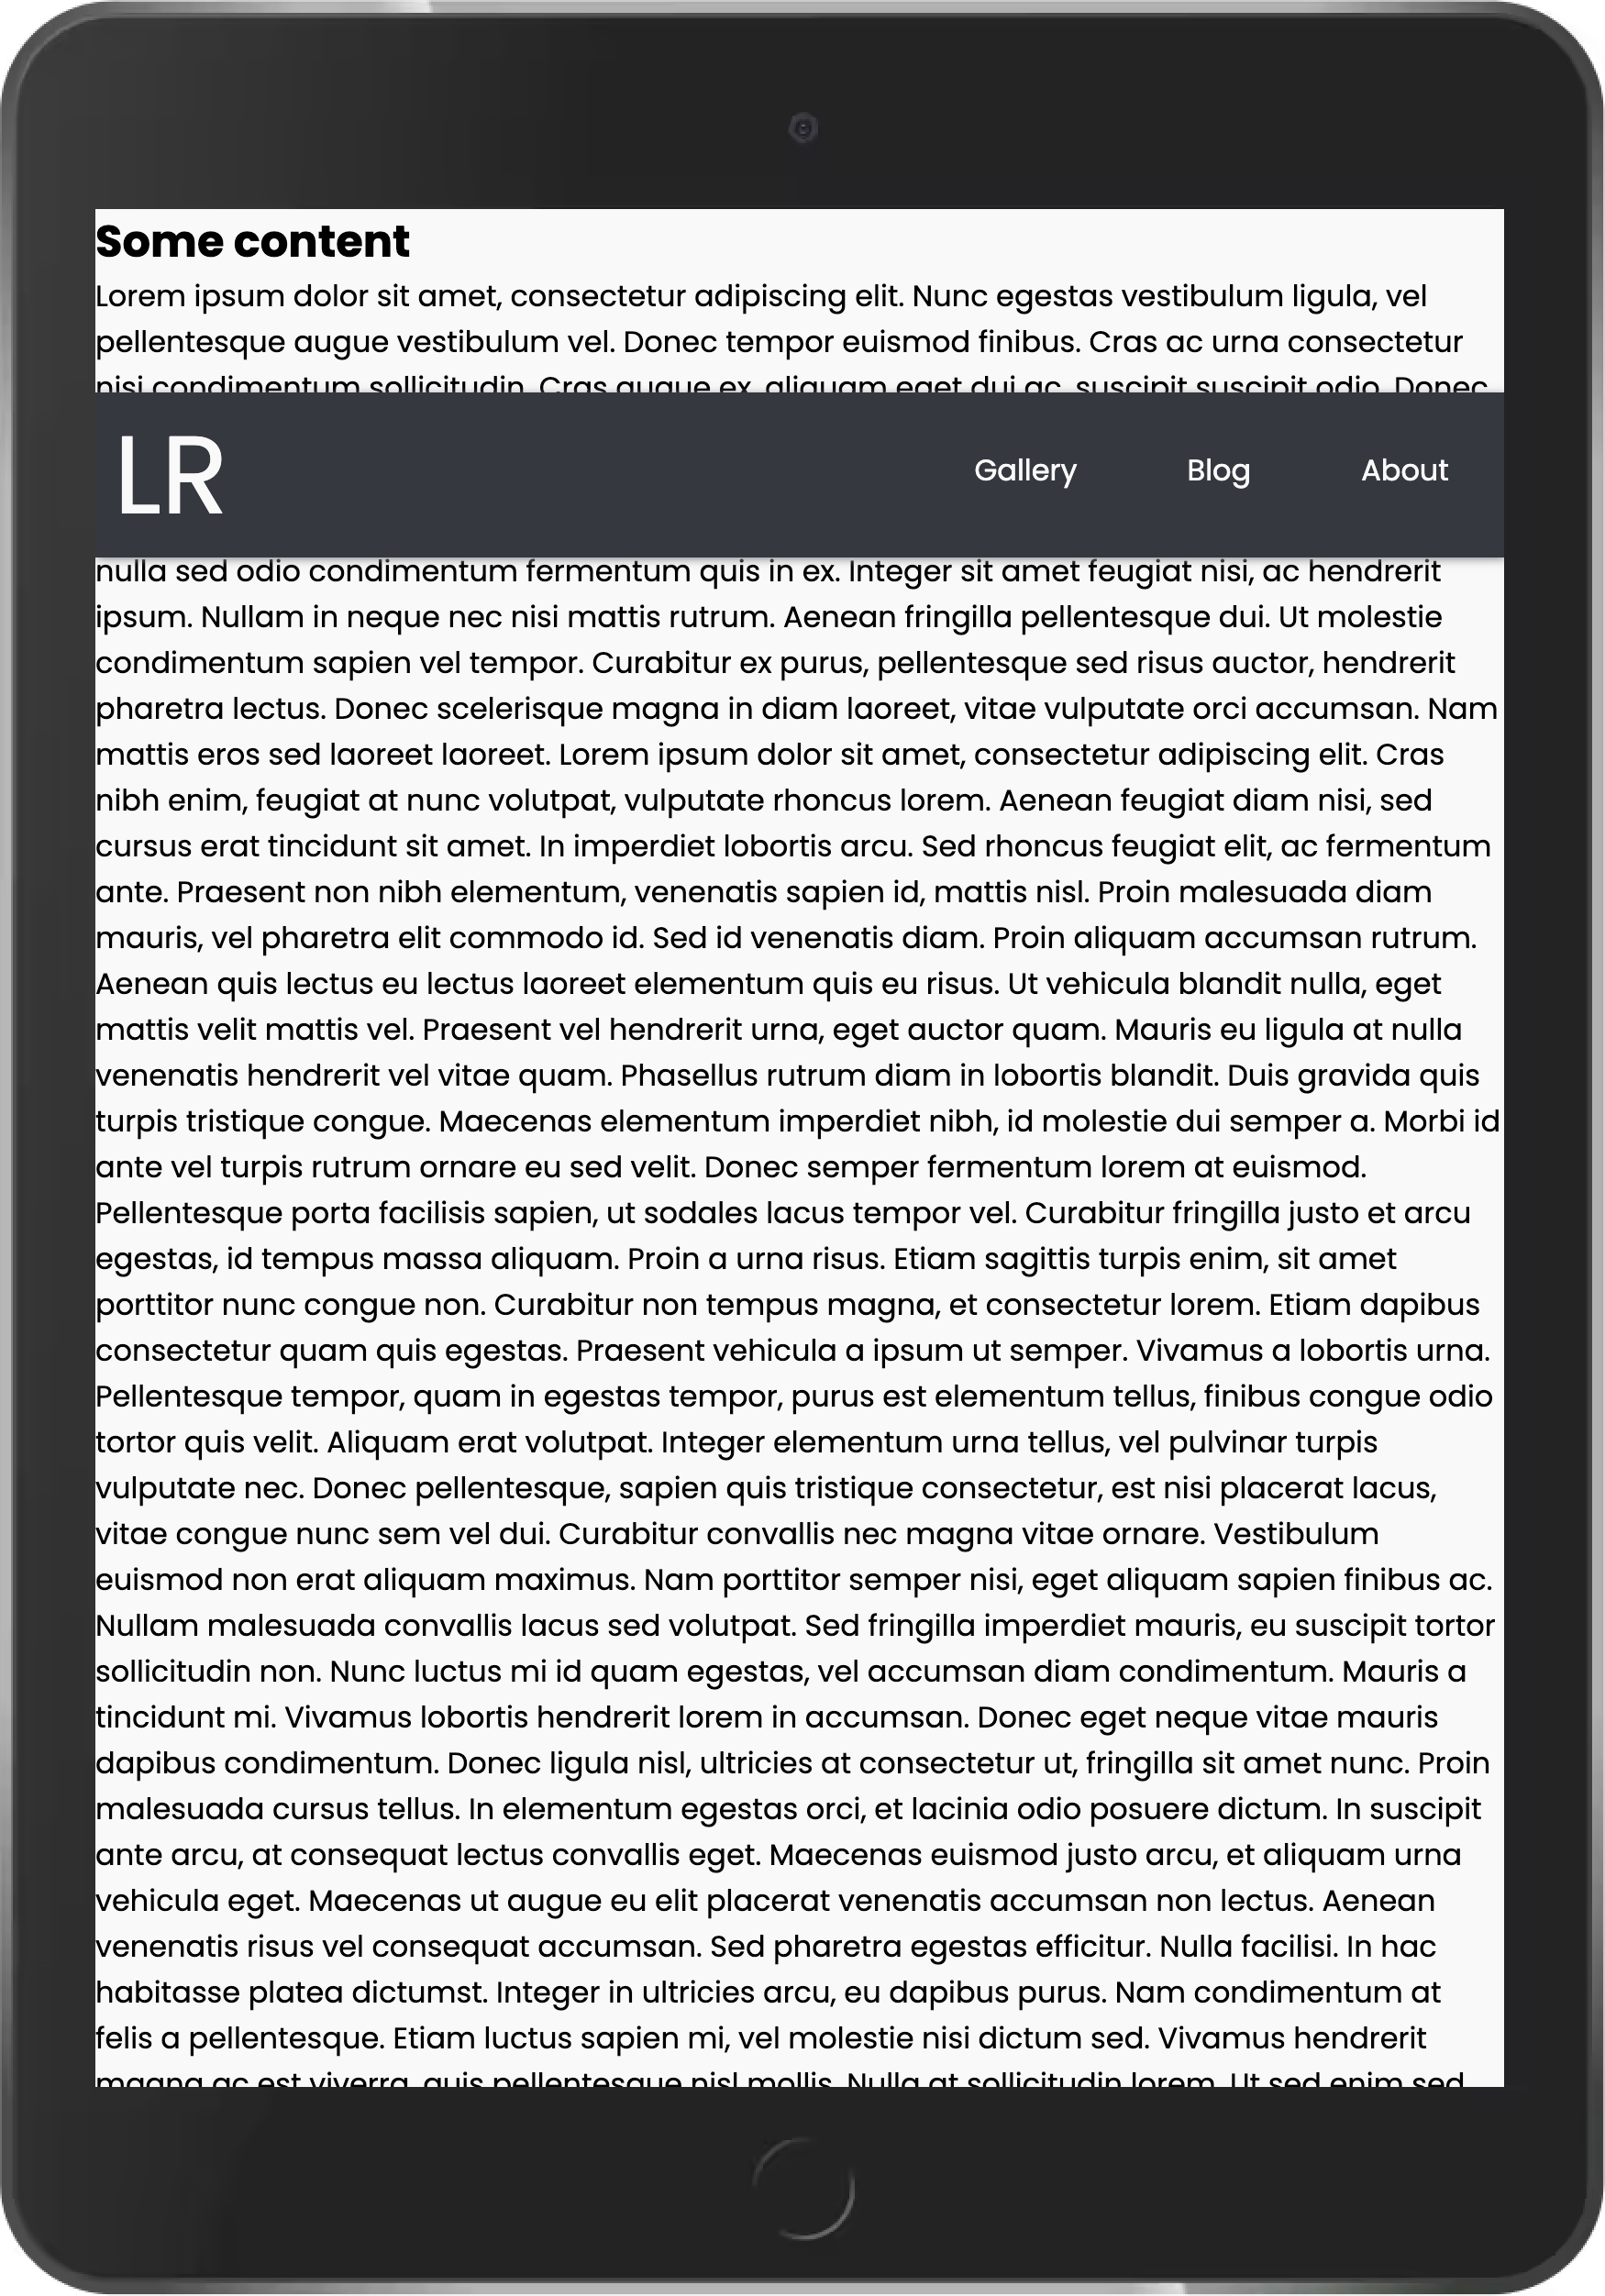 Some content
Lorem ipsum dolor sit amet, consectetur adipiscing elit. Nunc egestas vestibulum ligula, vel
pellentesque augue vestibulum vel. Donec tempor euismod finibus. Cras ac urna consectetur
nisi condimentum sollicitudin. Cras augue ex, aliquam eget dui ac, suscipit suscipit odio. Donec
LR
Gallery Blog About
nulla sed odio condimentum fermentum quis in ex. Integer sit amet feugiat nisi, ac hendrerit
ipsum. Nullam in neque nec nisi mattis rutrum. Aenean fringilla pellentesque dui. Ut molestie
condimentum sapien vel tempor. Curabitur ex purus, pellentesque sed risus auctor, hendrerit
pharetra lectus. Donec scelerisque magna in diam laoreet, vitae vulputate orci accumsan. Nam
mattis eros sed laoreet laoreet. Lorem ipsum dolor sit amet, consectetur adipiscing elit. Cras
nibh enim, feugiat at nunc volutpat, vulputate rhoncus lorem. Aenean feugiat diam nisi, sed
cursus erat tincidunt sit amet. In imperdiet lobortis arcu. Sed rhoncus feugiat elit, ac fermentum
ante. Praesent non nibh elementum, venenatis sapien id, mattis nisl. Proin malesuada diam
mauris, vel pharetra elit commodo id. Sed id venenatis diam. Proin aliquam accumsan rutrum.
Aenean quis lectus eu lectus laoreet elementum quis eu risus. Ut vehicula blandit nulla, eget
mattis velit mattis vel. Praesent vel hendrerit urna, eget auctor quam. Mauris eu ligula at nulla
venenatis hendrerit vel vitae quam. Phasellus rutrum diam in lobortis blandit. Duis gravida quis
turpis tristique congue. Maecenas elementum imperdiet nibh, id molestie dui semper a. Morbi id
ante vel turpis rutrum ornare eu sed velit. Donec semper fermentum lorem at euismod.
Pellentesque porta facilisis sapien, ut sodales lacus tempor vel. Curabitur fringilla justo et arcu
egestas, id tempus massa aliquam. Proin a urna risus. Etiam sagittis turpis enim, sit amet
porttitor nunc congue non. Curabitur non tempus magna, et consectetur lorem. Etiam dapibus
consectetur quam quis egestas. Praesent vehicula a ipsum ut semper. Vivamus a lobortis urna.
Pellentesque tempor, quam in egestas tempor, purus est elementum tellus, finibus congue odio
tortor quis velit. Aliquam erat volutpat. Integer elementum urna tellus, vel pulvinar turpis
vulputate nec. Donec pellentesque, sapien quis tristique consectetur, est nisi placerat lacus,
vitae congue nunc sem vel dui. Curabitur convallis nec magna vitae ornare. Vestibulum
euismod non erat aliquam maximus. Nam porttitor semper nisi, eget aliquam sapien finibus ac.
Nullam malesuada convallis lacus sed volutpat. Sed fringilla imperdiet mauris, eu suscipit tortor
sollicitudin non. Nunc luctus mi id quam egestas, vel accumsan diam condimentum. Mauris a
tincidunt mi. Vivamus lobortis hendrerit lorem in accumsan. Donec eget neque vitae mauris
dapibus condimentum. Donec ligula nisl, ultricies at consectetur ut, fringilla sit amet nunc. Proin
malesuada cursus tellus. In elementum egestas orci, et lacinia odio posuere dictum. In suscipit
ante arcu, at consequat lectus convallis eget. Maecenas euismod justo arcu, et aliquam urna
vehicula eget. Maecenas ut augue eu elit placerat venenatis accumsan non lectus. Aenean
venenatis risus vel consequat accumsan. Sed pharetra egestas efficitur. Nulla facilisi. In hac
habitasse platea dictumst. Integer in ultricies arcu, eu dapibus purus. Nam condimentum at
felis a pellentesque. Etiam luctus sapien mi, vel molestie nisi dictum sed. Vivamus hendrerit
magna ac est viverra, quis pellentesque nisl mollis. Nulla at sollicitudin lorem. Ut sed enim sed